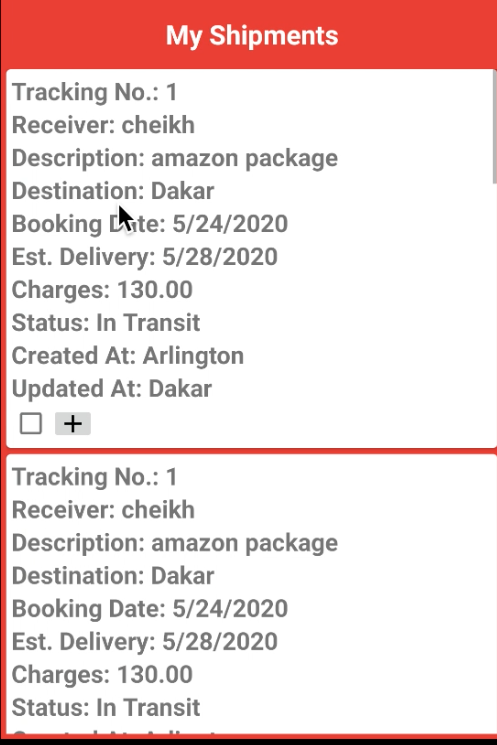 My Shipments
Tracking No.: 1
Receiver: cheikh
Description: amazon package
Destination: Dakar
Booking Date: 5/24/2020
Est. Delivery: 5/28/2020
Charges: 130.00
Status: In Transit
Created At: Arlington
Updated At: Dakar
+
Tracking No.: 1
Receiver: cheikh
Description: amazon package
Destination: Dakar
Booking Date: 5/24/2020
Est. Delivery: 5/28/2020
Charges: 130.00
Status: In Transit